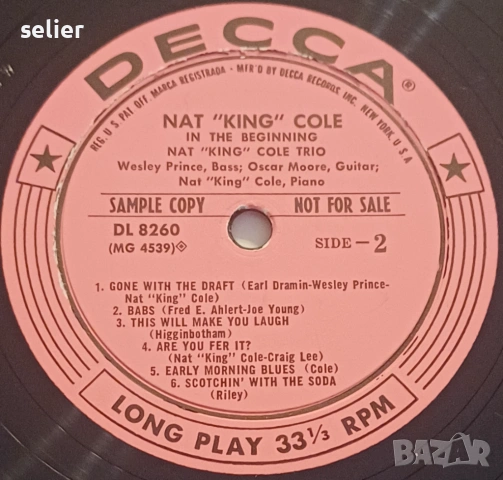 selier
DECCA®
REG. U.S. PAT. OFF. MARCA REGISTRADA - MFR'D BY DECCA RECORDS, INC., NEW YORK, U S A
NAT "KING" COLE
IN THE BEGINNING
NAT "KING" COLE TRIO
Wesley Prince, Bass; Oscar Moore, Guitar;
Nat "King" Cole, Piano
SAMPLE COPY NOT FOR SALE
DL 8260
(MG 4539)
SIDE - 2
1. GONE WITH THE DRAFT (Earl Dramin-Wesley Prince-
Nat "King" Cole)
2. BABS (Fred E. Ahlert-Joe Young)
3. THIS WILL MAKE YOU LAUGH
(Higginbotham)
4. ARE YOU FER IT?
(Nat "King" Cole-Craig Lee)
5. EARLY MORNING BLUES (Cole)
6. SCOTCHIN' WITH THE SODA
(Riley)
LONG PLAY 33⅓ RPM
BAZAR